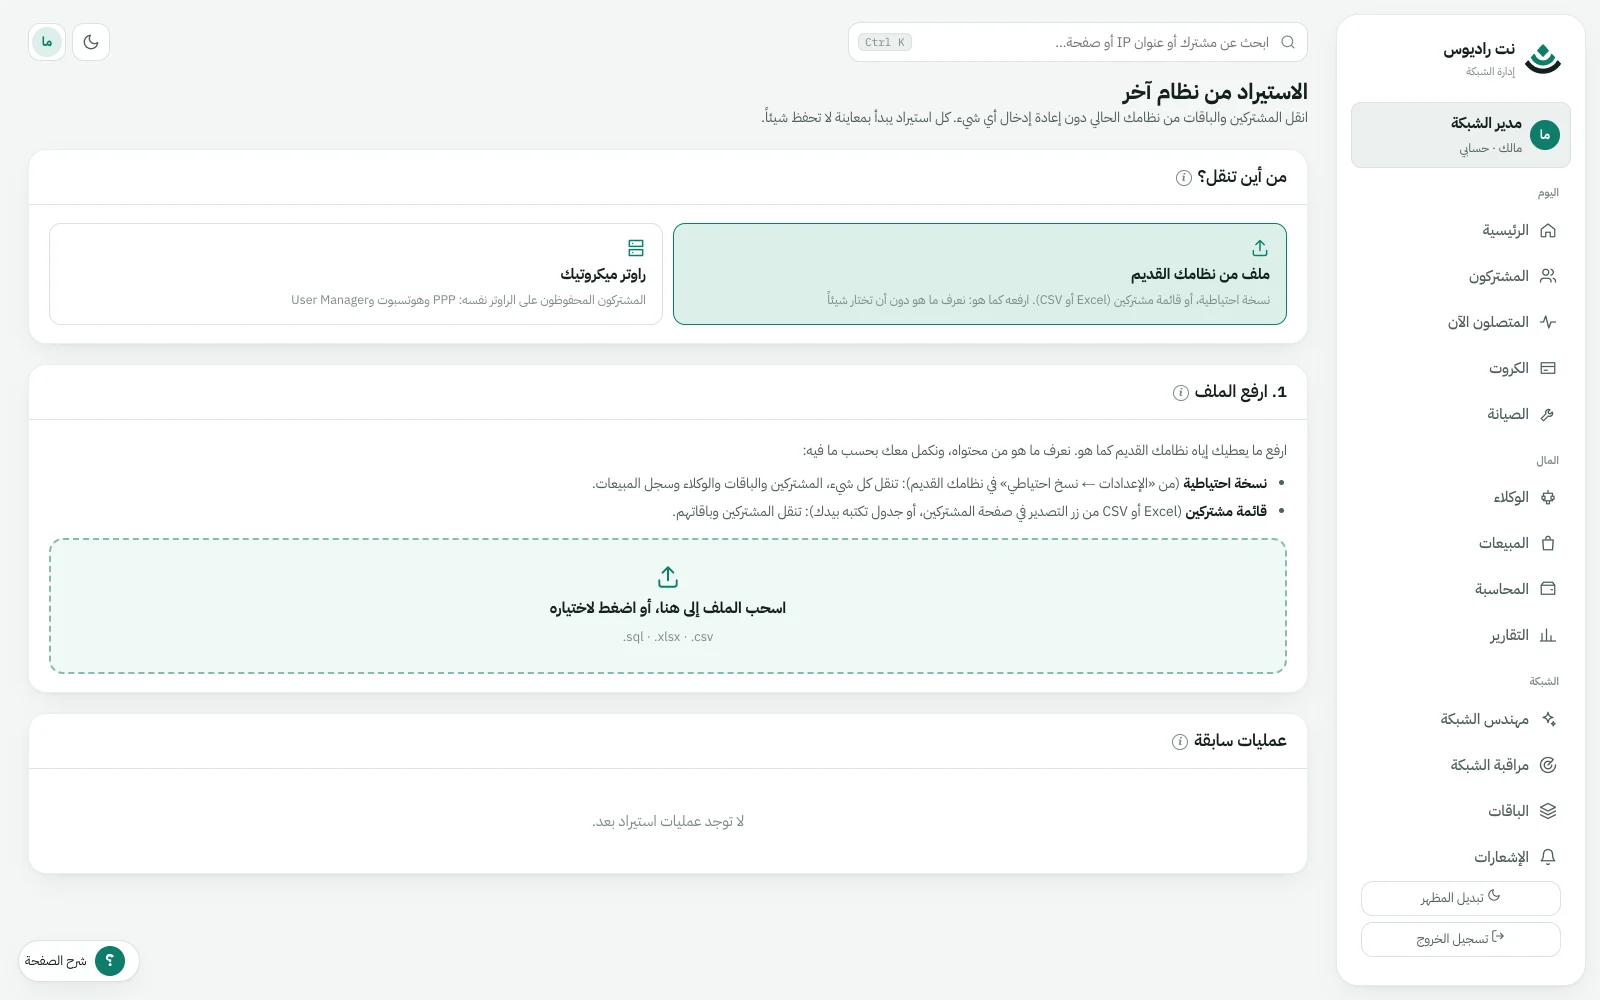 نت راديوس
إدارة الشبكة
ما
مدير الشبكة
مالك · حسابي
اليوم
الرئيسية
المشتركون
المتصلون الآن
الكروت
الصيانة
المال
الوكلاء
المبيعات
المحاسبة
التقارير
الشبكة
مهندس الشبكة
مراقبة الشبكة
الباقات
الإشعارات
تبديل المظهر
تسجيل الخروج
ابحث عن مشترك أو عنوان IP أو صفحة...
Ctrl K
ما
الاستيراد من نظام آخر
انقل المشتركين والباقات من نظامك الحالي دون إعادة إدخال أي شيء. كل استيراد يبدأ بمعاينة لا تحفظ شيئاً.
من أين تنقل؟
ملف من نظامك القديم
نسخة احتياطية، أو قائمة مشتركين (Excel أو CSV). ارفعه كما هو: نعرف ما هو دون أن تختار شيئاً
راوتر ميكروتيك
المشتركون المحفوظون على الراوتر نفسه: PPP وهوتسبوت وUser Manager
1. ارفع الملف
ارفع ما يعطيك إياه نظامك القديم كما هو. نعرف ما هو من محتواه، ونكمل معك بحسب ما فيه:
• نسخة احتياطية (من «الإعدادات ← نسخ احتياطي» في نظامك القديم): تنقل كل شيء، المشتركين والباقات والوكلاء وسجل المبيعات.
• قائمة مشتركين (Excel أو CSV من زر التصدير في صفحة المشتركين، أو جدول تكتبه بيدك): تنقل المشتركين وباقاتهم.
اسحب الملف إلى هنا، أو اضغط لاختياره
.sql · .xlsx · .csv
عمليات سابقة
لا توجد عمليات استيراد بعد.
؟
شرح الصفحة